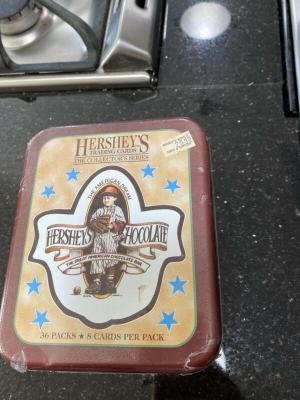 HERSHEY'S
TRADING CARDS
THE COLLECTOR'S SERIES
THE AMERICAN DREAM
HERSHEY'S CHOCOLATE
THE GREAT AMERICAN CHOCOLATE BAR
36 PACKS ★ 8 CARDS PER PACK